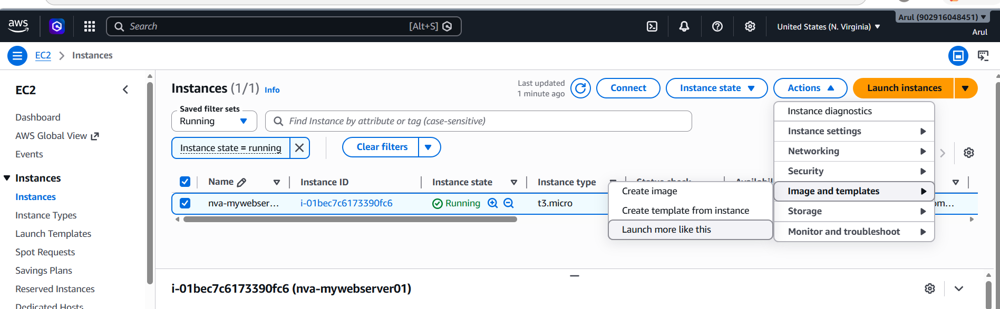 aws
Search [Alt+S]
United States (N. Virginia)
Arul (902916048451)
Arul
EC2 Instances
EC2
Dashboard
AWS Global View
Events
Instances
Instances
Instance Types
Launch Templates
Spot Requests
Savings Plans
Reserved Instances
Dedicated Hosts
Instances (1/1) Info
Last updated
1 minute ago
Connect
Instance state
Actions
Launch instances
Saved filter sets
Running
Find Instance by attribute or tag (case-sensitive)
Instance state = running
Clear filters
Name Instance ID Instance state Instance type Status check
nva-mywebser... i-01bec7c6173390fc6 Running t3.micro
Instance diagnostics
Instance settings
Networking
Security
Image and templates
Storage
Monitor and troubleshoot
Create image
Create template from instance
Launch more like this
i-01bec7c6173390fc6 (nva-mywebserver01)